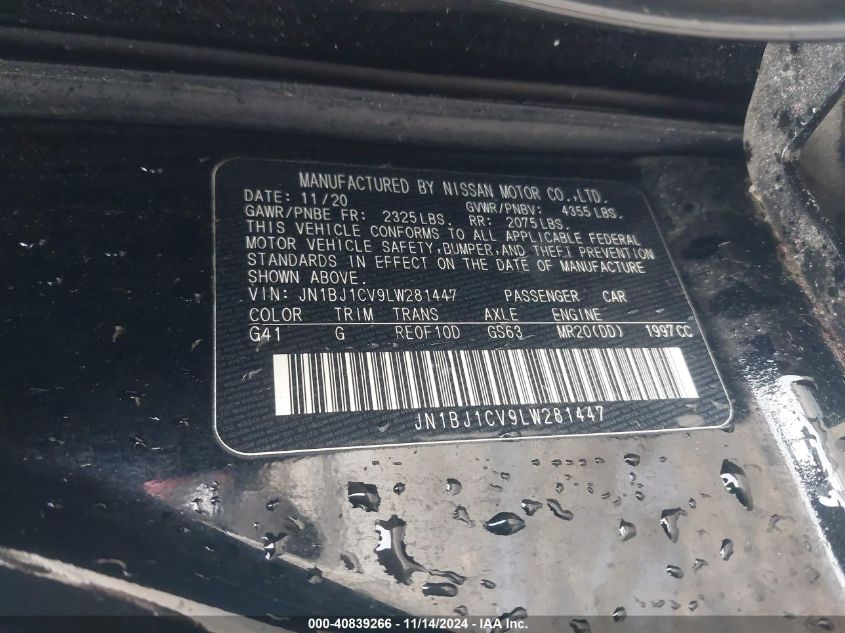 MANUFACTURED BY NISSAN MOTOR CO.,LTD.
DATE: 11/20 GVWR/PNBV: 4355 LBS.
GAWR/PNBE FR: 2325 LBS. RR: 2075 LBS.
THIS VEHICLE CONFORMS TO ALL APPLICABLE FEDERAL
MOTOR VEHICLE SAFETY, BUMPER, AND THEFT PREVENTION
STANDARDS IN EFFECT ON THE DATE OF MANUFACTURE
SHOWN ABOVE.
VIN: JN1BJ1CV9LW281447 PASSENGER CAR
COLOR TRIM TRANS AXLE ENGINE
G41 G RE0F10D GS63 MR20(DD) 1997CC
JN1BJ1CV9LW281447
000-40839266 - 11/14/2024 - IAA Inc.